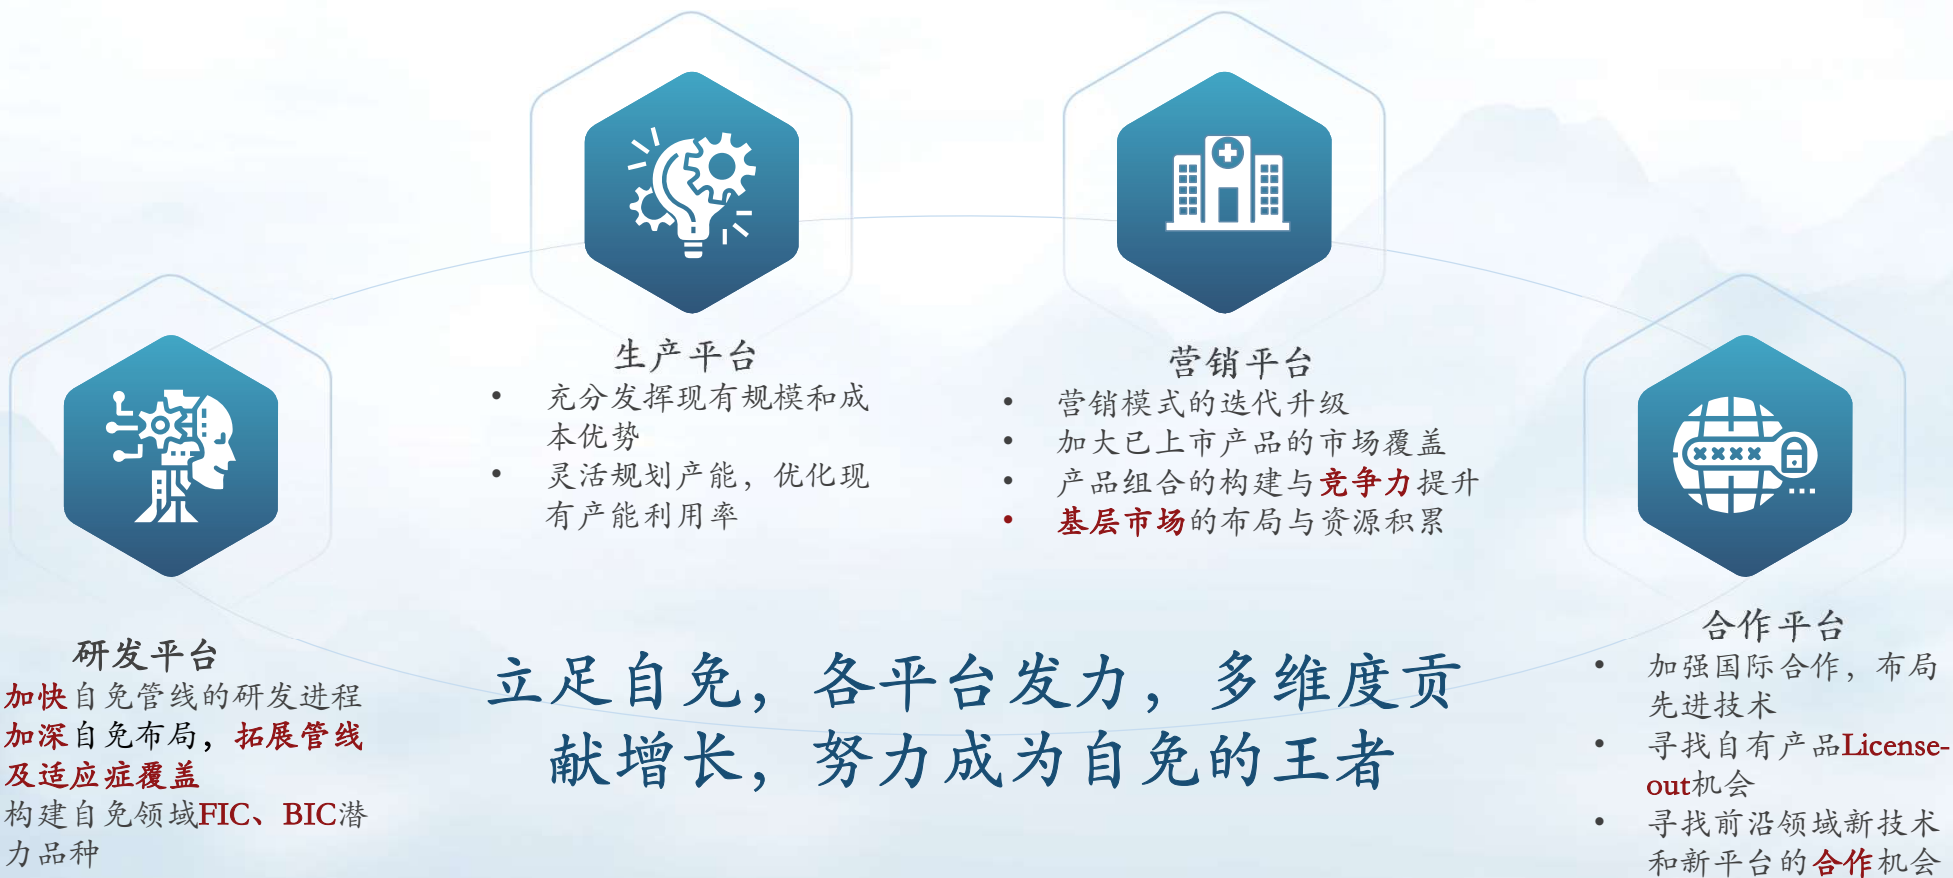 生产平台
• 充分发挥现有规模和成
本优势
• 灵活规划产能，优化现
有产能利用率
营销平台
• 营销模式的迭代升级
• 加大已上市产品的市场覆盖
• 产品组合的构建与竞争力提升
• 基层市场的布局与资源积累
研发平台
加快自免管线的研发进程
加深自免布局，拓展管线
及适应症覆盖
构建自免领域FIC、BIC潜
力品种
合作平台
• 加强国际合作，布局
先进技术
• 寻找自有产品License-
out机会
• 寻找前沿领域新技术
和新平台的合作机会
立足自免，各平台发力，多维度贡
献增长，努力成为自免的王者